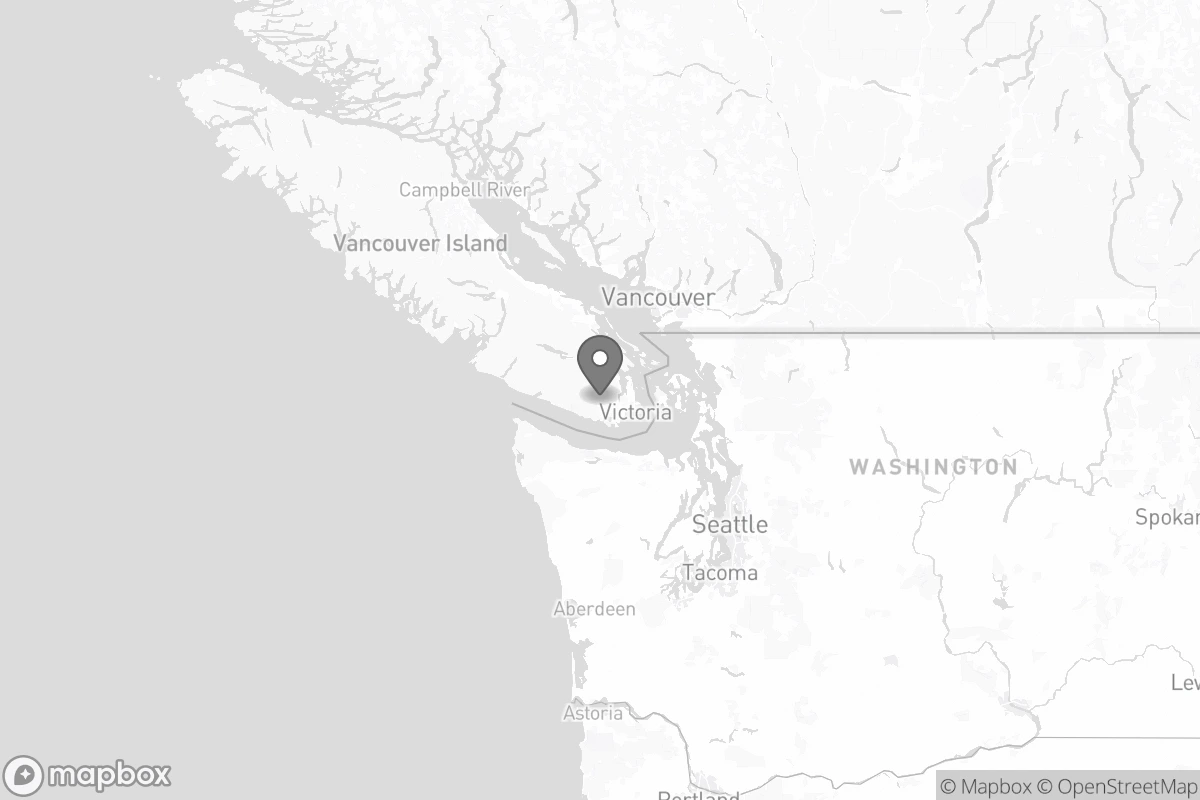 Campbell River
Vancouver Island
Vancouver
Victoria
WASHINGTON
Spokan
Seattle
Tacoma
Aberdeen
Lew
Astoria
mapbox
© Mapbox © OpenStreetMap
Portland